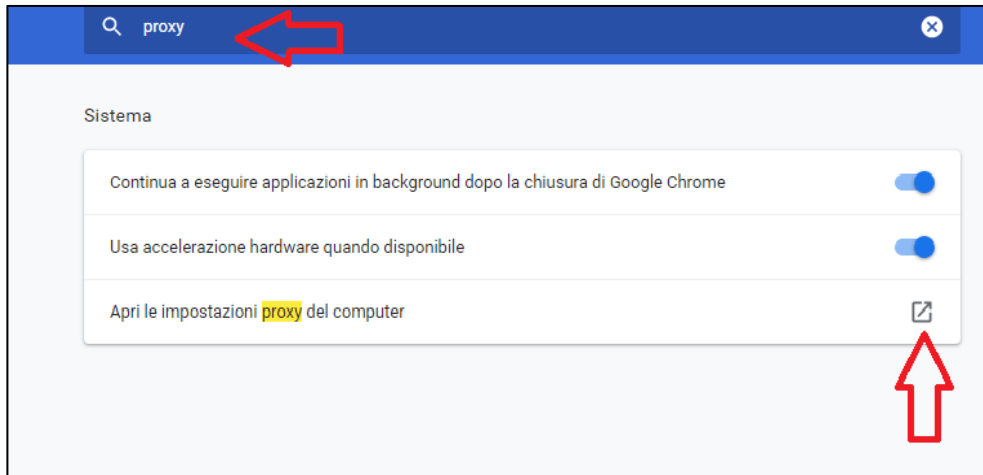 proxy
Sistema
Continua a eseguire applicazioni in background dopo la chiusura di Google Chrome
Usa accelerazione hardware quando disponibile
Apri le impostazioni proxy del computer